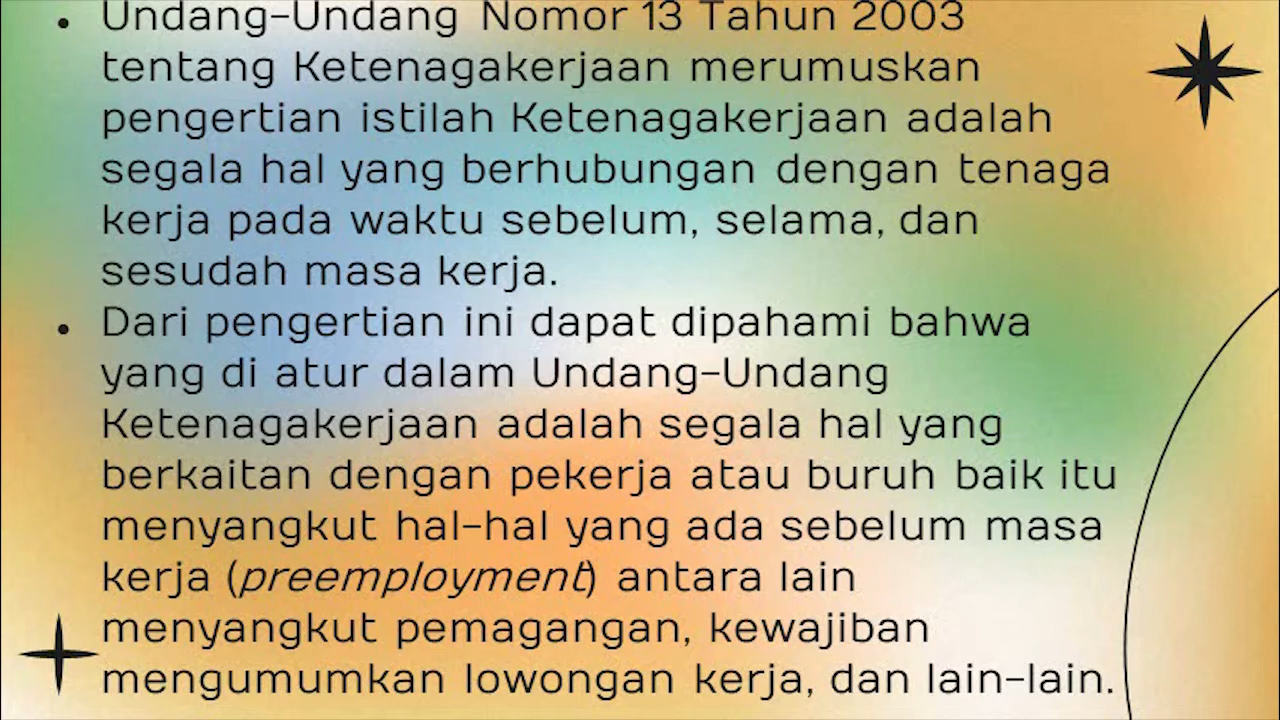 • Undang-Undang Nomor 13 Tahun 2003
tentang Ketenagakerjaan merumuskan
pengertian istilah Ketenagakerjaan adalah
segala hal yang berhubungan dengan tenaga
kerja pada waktu sebelum, selama, dan
sesudah masa kerja.
• Dari pengertian ini dapat dipahami bahwa
yang di atur dalam Undang-Undang
Ketenagakerjaan adalah segala hal yang
berkaitan dengan pekerja atau buruh baik itu
menyangkut hal-hal yang ada sebelum masa
kerja (preemployment) antara lain
menyangkut pemagangan, kewajiban
mengumumkan lowongan kerja, dan lain-lain.